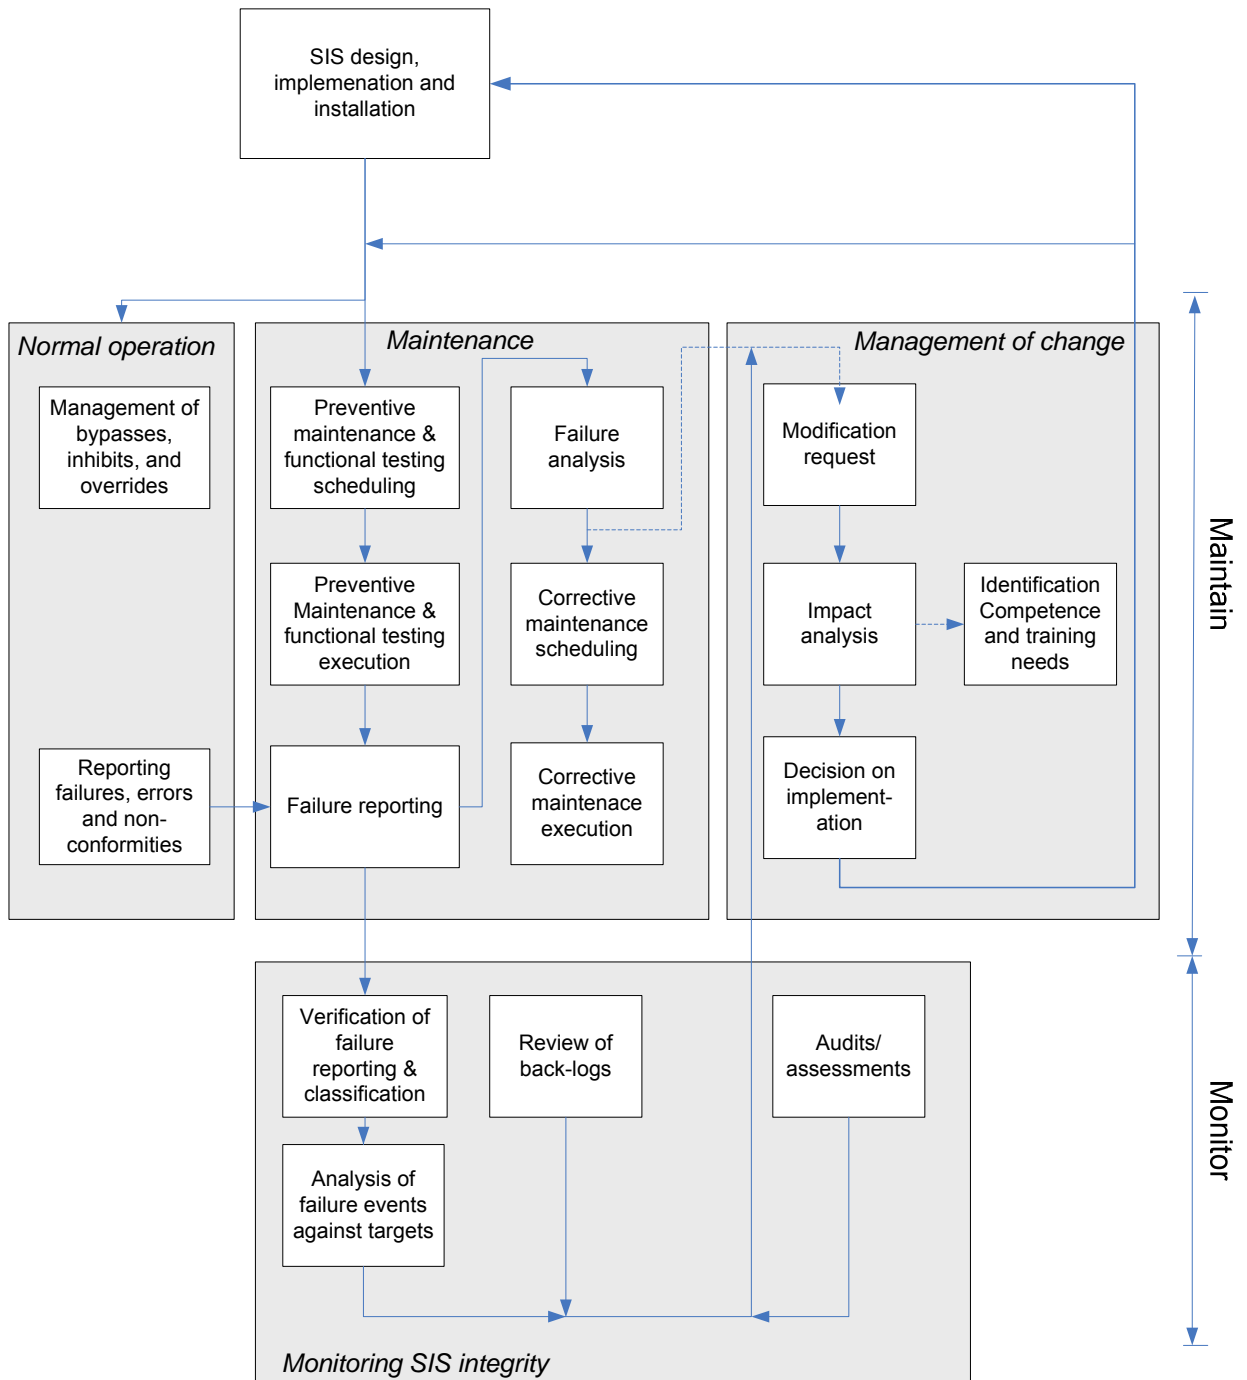 SIS design,
implemenation and
installation
Normal operation
Management of
bypasses,
inhibits, and
overrides
Reporting
failures, errors
and non-
conformities
Maintenance
Preventive
maintenance &
functional testing
scheduling
Preventive
Maintenance &
functional testing
execution
Failure reporting
Failure
analysis
Corrective
maintenance
scheduling
Corrective
maintenace
execution
Management of change
Modification
request
Impact
analysis
Identification
Competence
and training
needs
Decision on
implement-
ation
Maintain
Verification of
failure
reporting &
classification
Analysis of
failure events
against targets
Review of
back-logs
Audits/
assessments
Monitoring SIS integrity
Monitor